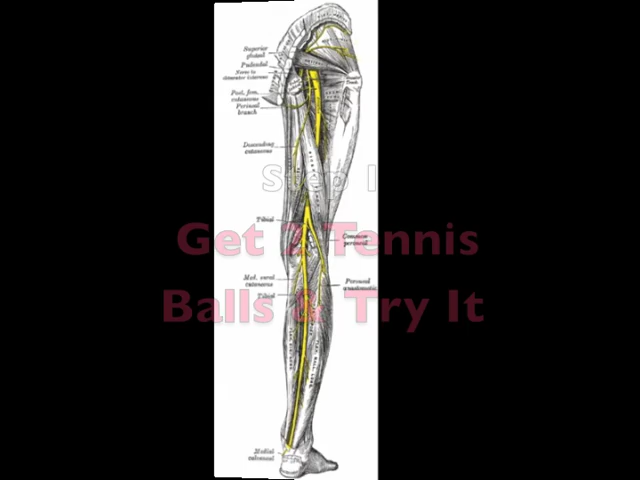 Superior
gluteal
Pudendal
Nerve to
obturator internus
Post. fem.
cutaneous
Perineal
branch
Descending
cutaneous
Step I
Tibial
Get 2 Tennis
Common
peroneal
Med. sural
cutaneous
Peroneal
anastomotic
Tibial
Balls & Try It
Medial
calcaneal